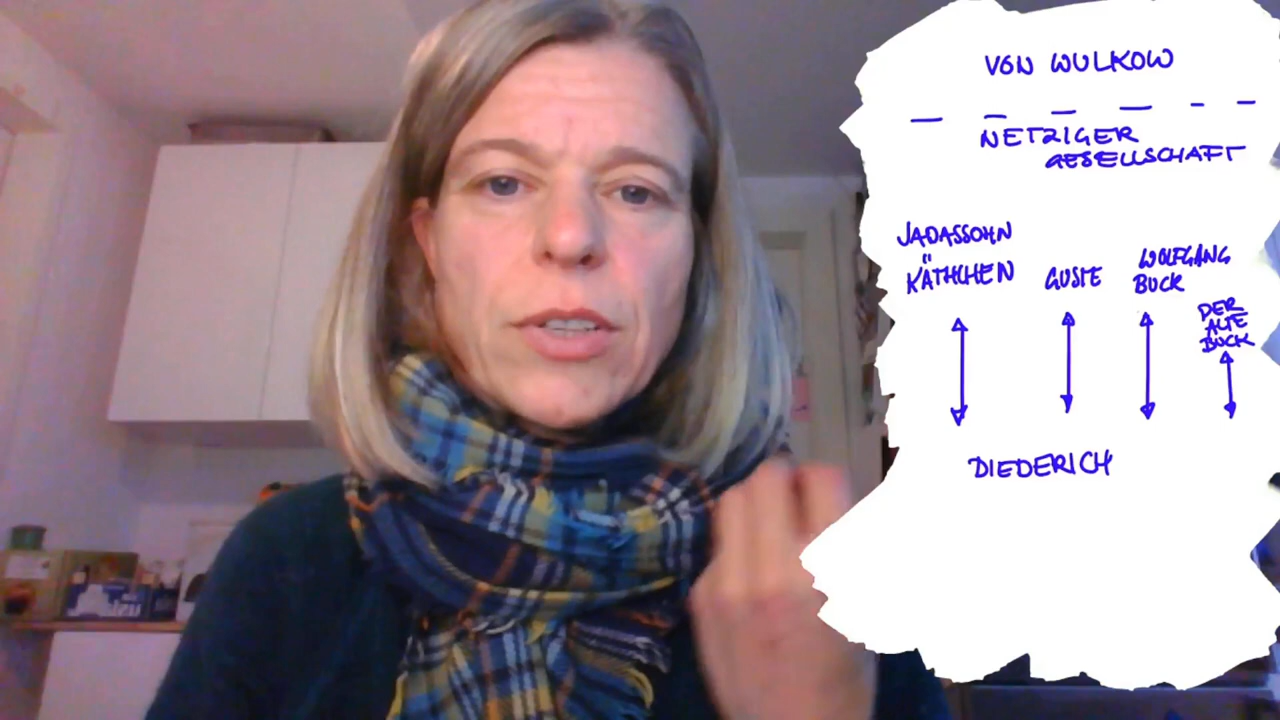 VON WULKOW
NETZIGER
GESELLSCHAFT
JADASSOHN
KÄTHCHEN
GUSTE
WOLFGANG
BUCK
DER
ALTE
BUCK
DIEDERICH